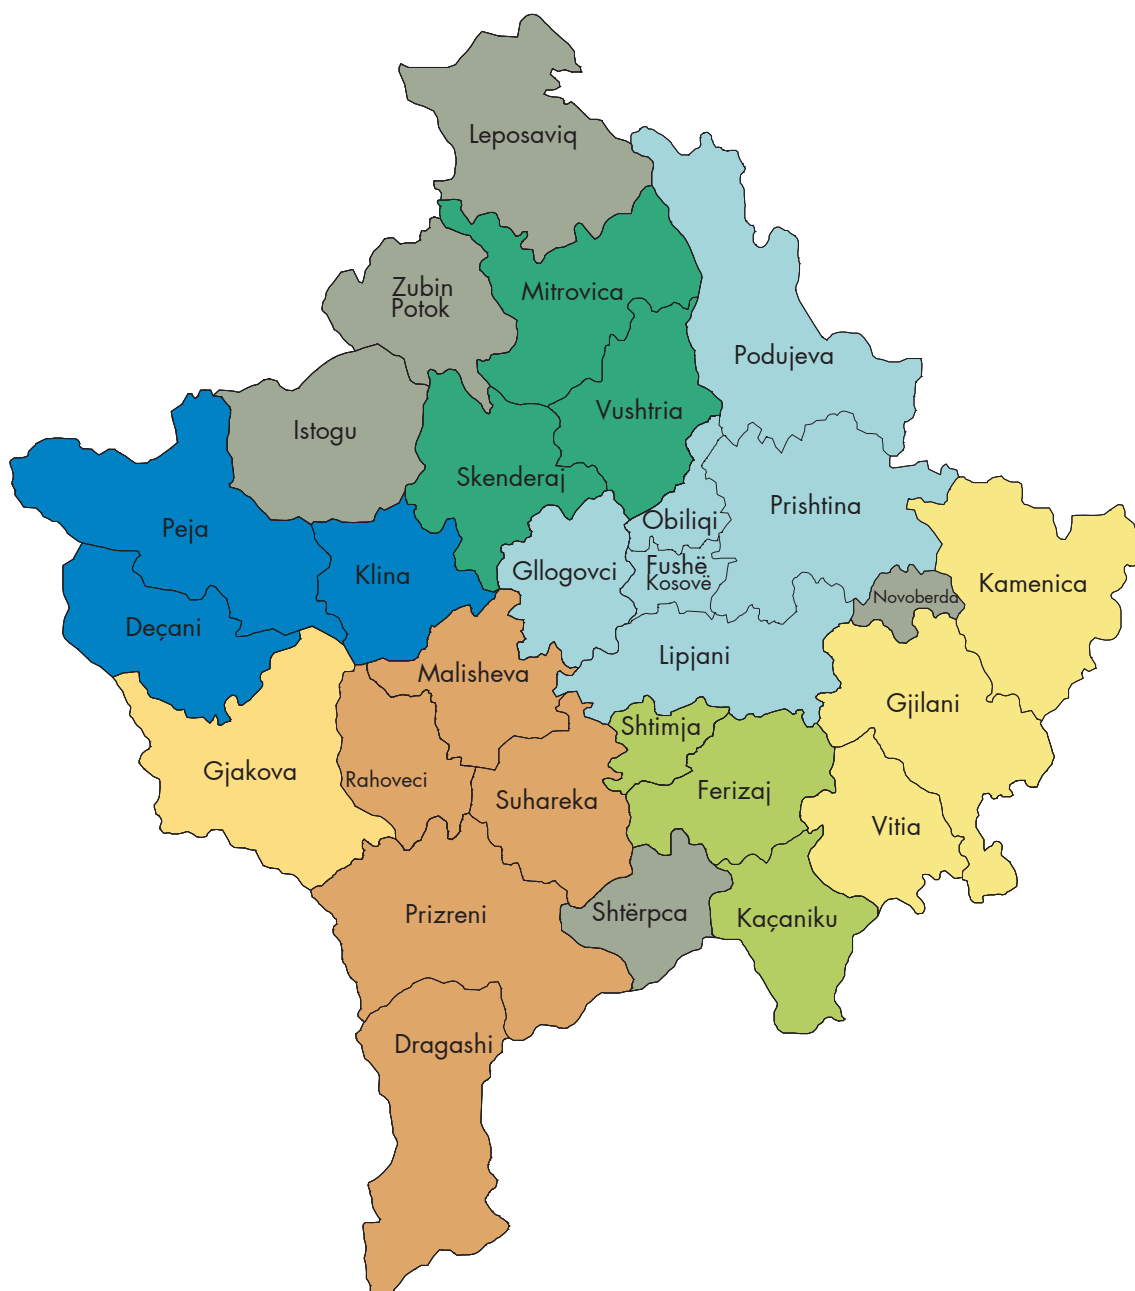 Leposaviq
Zubin
Potok
Mitrovica
Podujeva
Vushtria
Istogu
Skenderaj
Prishtina
Obiliqi
Peja
Klina
Gllogovci
Fushë
Kosovë
Kamenica
Novoberda
Deçani
Lipjani
Malisheva
Gjilani
Shtimja
Gjakova
Rahoveci
Ferizaj
Suhareka
Vitia
Prizreni
Shtërpca
Kaçaniku
Dragashi